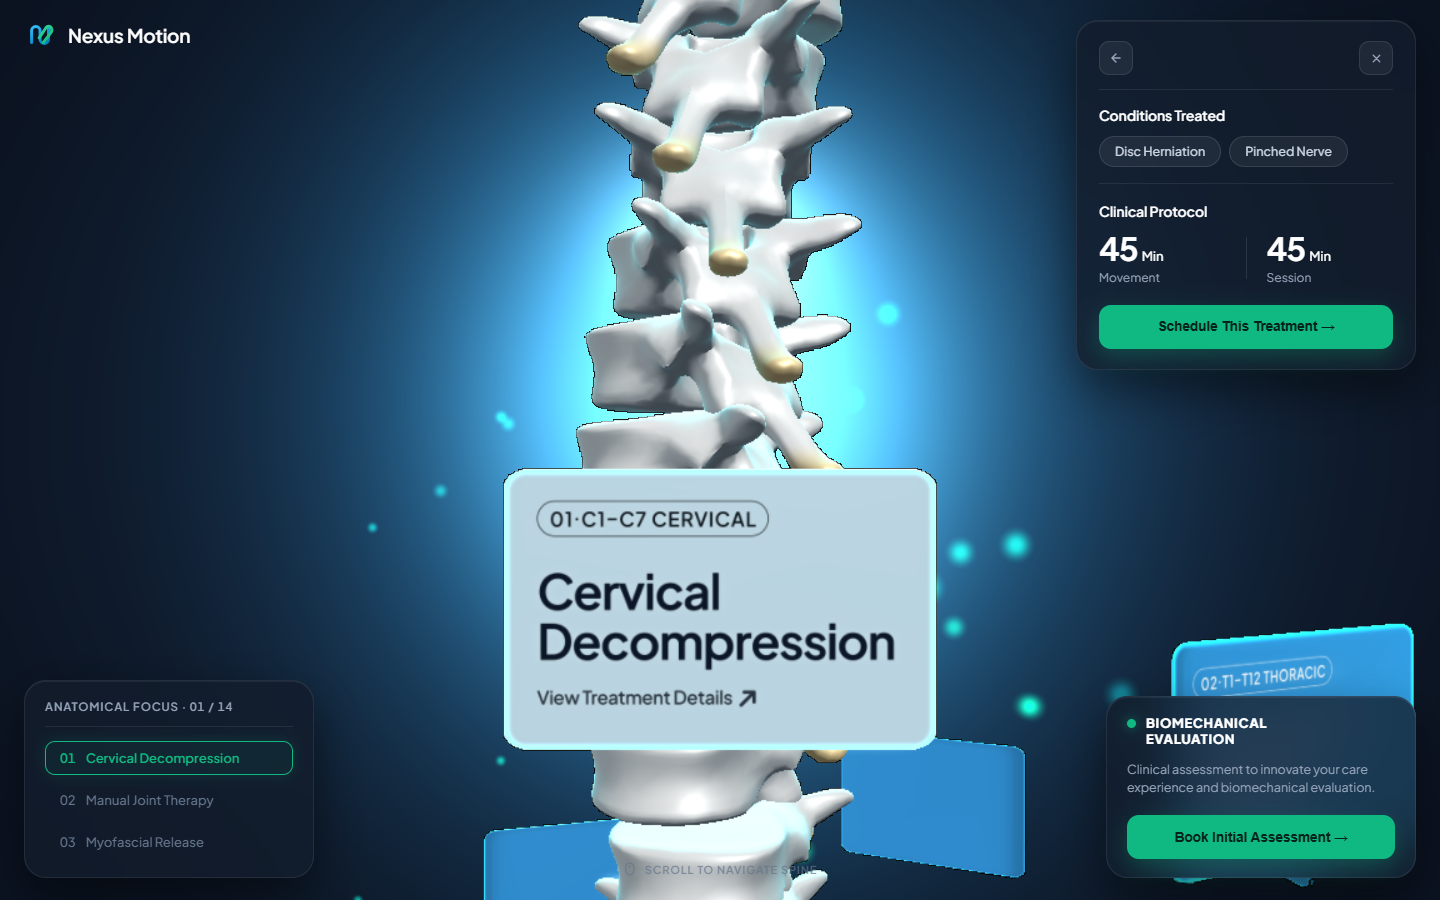 Nexus Motion
Conditions Treated
Disc Herniation
Pinched Nerve
Clinical Protocol
45 Min
Movement
45 Min
Session
Schedule This Treatment →
01·C1–C7 CERVICAL
Cervical
Decompression
View Treatment Details ↗
ANATOMICAL FOCUS · 01 / 14
01 Cervical Decompression
02 Manual Joint Therapy
03 Myofascial Release
SCROLL TO NAVIGATE SPINE
02·T1–T12 THORACIC
BIOMECHANICAL
EVALUATION
Clinical assessment to innovate your care
experience and biomechanical evaluation.
Book Initial Assessment →